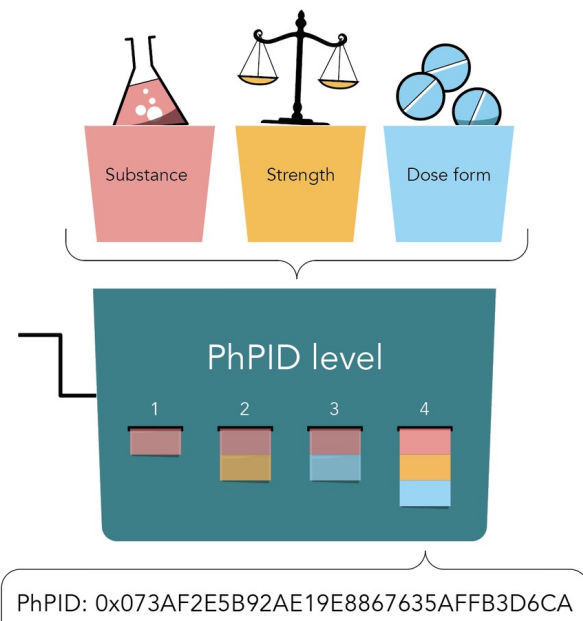 Substance
Strength
Dose form
PhPID level
1 2 3 4
PhPID: 0x073AF2E5B92AE19E8867635AFFB3D6CA